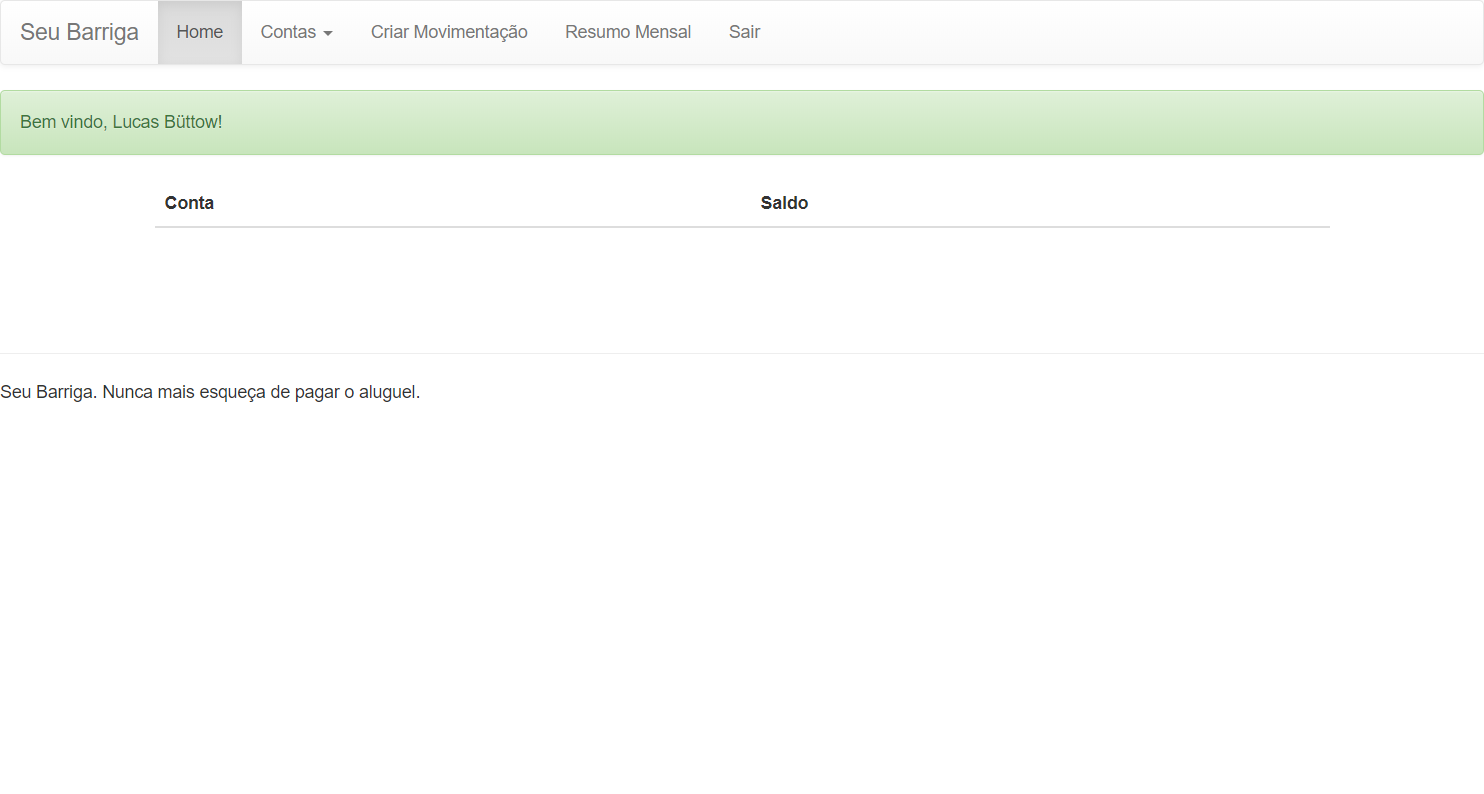 Seu Barriga Home Contas Criar Movimentação Resumo Mensal Sair
Bem vindo, Lucas Büttow!
Conta Saldo
Seu Barriga. Nunca mais esqueça de pagar o aluguel.